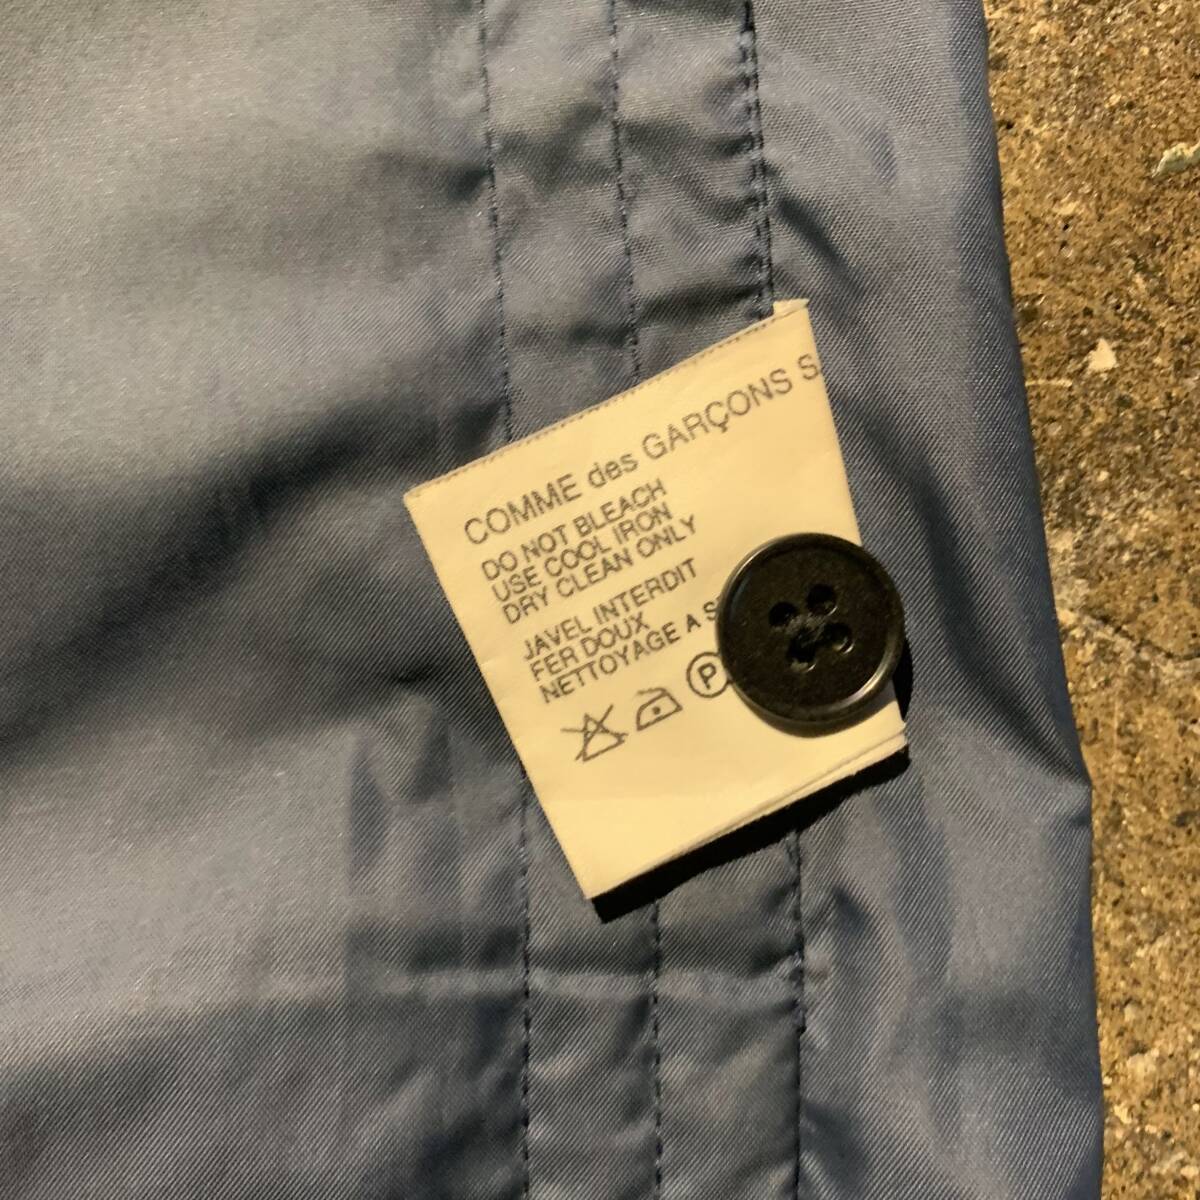 COMME des GARÇONS S.
DO NOT BLEACH
USE COOL IRON
DRY CLEAN ONLY
JAVEL INTERDIT
FER DOUX
NETTOYAGE A
P